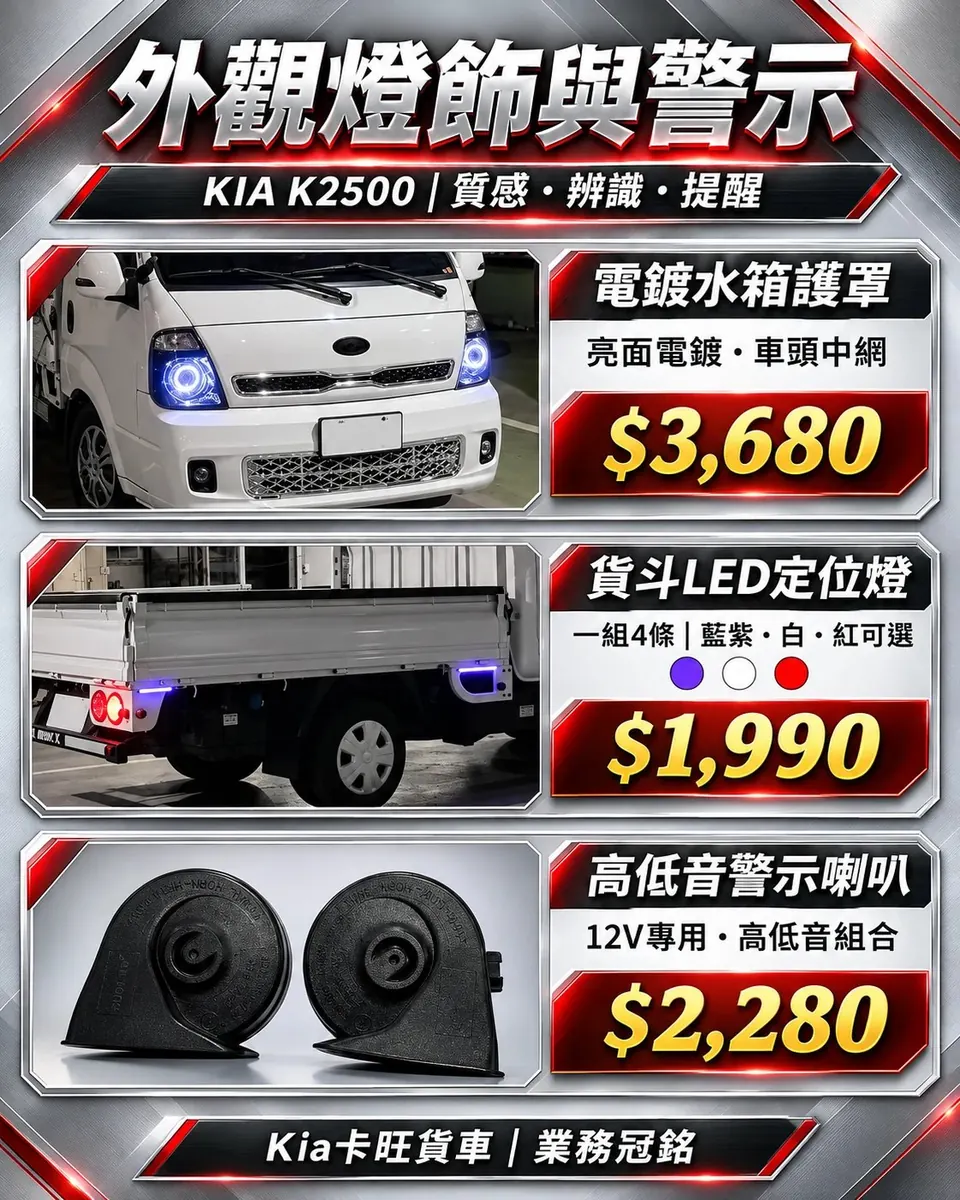 外觀燈飾與警示
KIA K2500 | 質感・辨識・提醒
電鍍水箱護罩
亮面電鍍・車頭中網
$3,680
貨斗LED定位燈
一組4條 | 藍紫・白・紅可選
$1,990
高低音警示喇叭
12V專用・高低音組合
$2,280
Kia卡旺貨車 | 業務冠銘